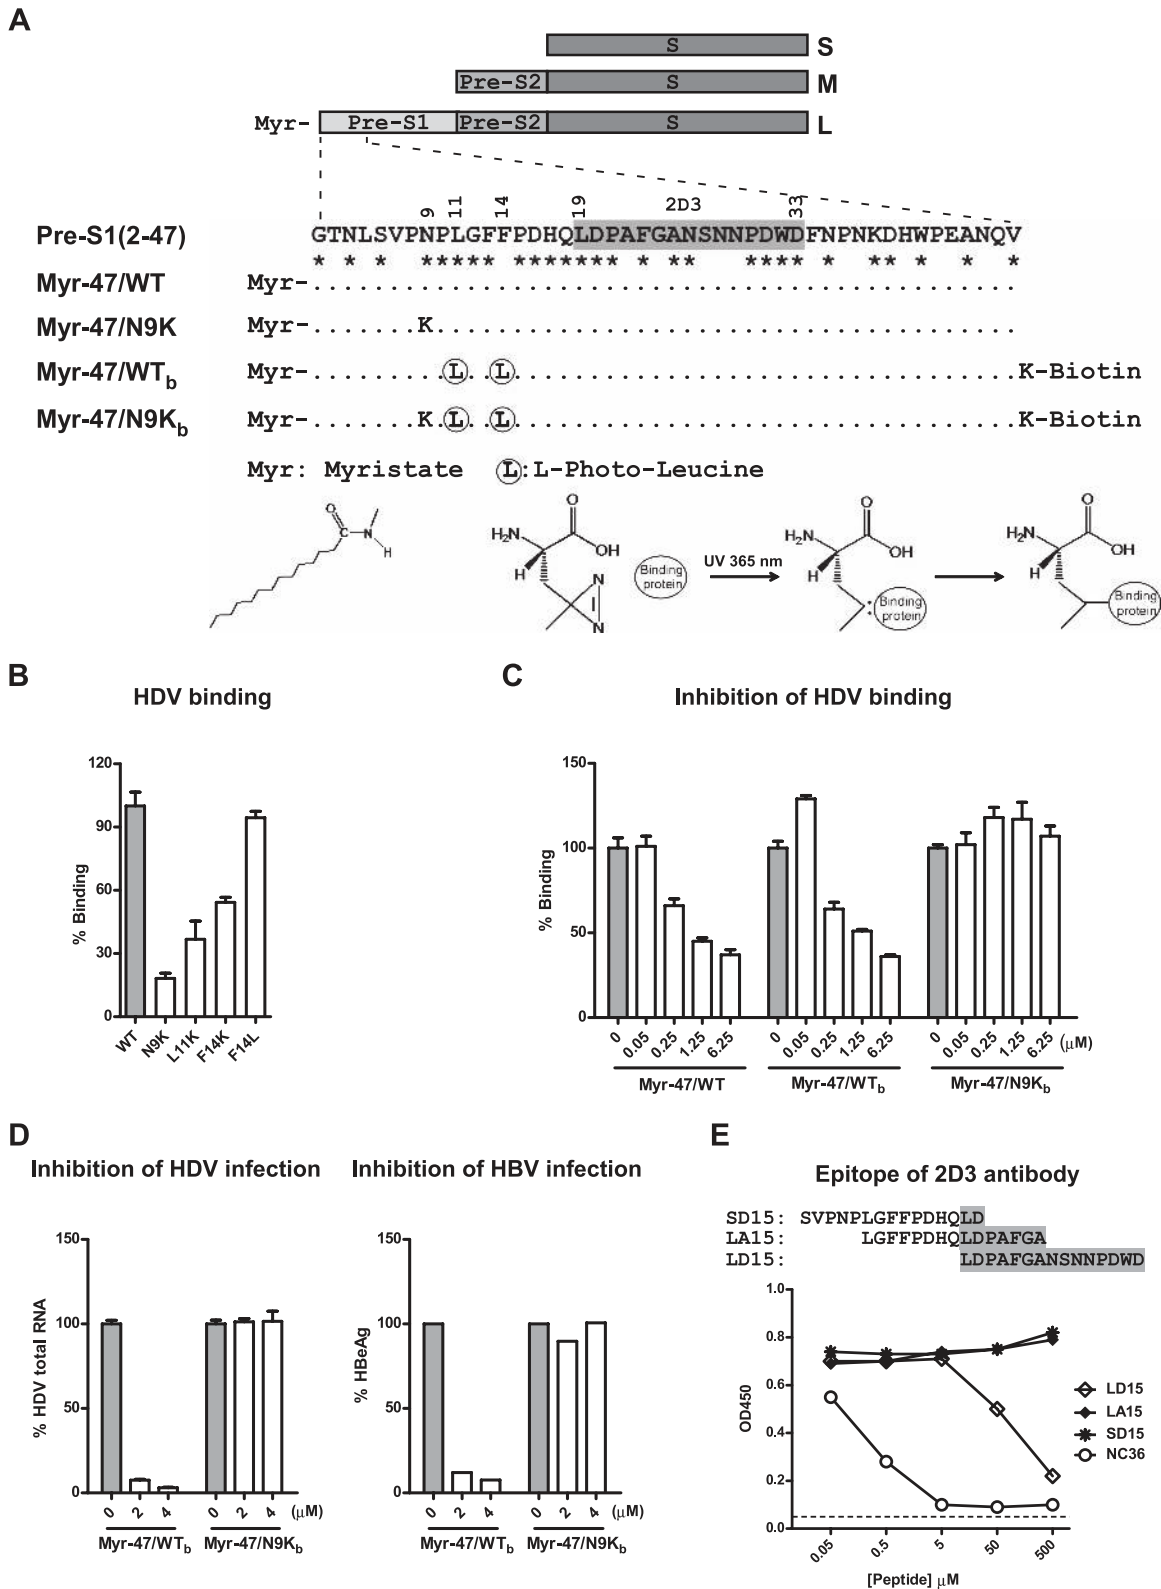 A
S S
Pre-S2 S M
Myr- Pre-S1 Pre-S2 S L
9 11 14 19 2D3 33
Pre-S1(2-47) GTNLSVPNPLGFFPDHQLDPAFGANSNNPDWDFNPNKDHWPEANQV
Myr-47/WT Myr-..............................................
Myr-47/N9K Myr-.......K......................................
Myr-47/WTb Myr-.........L..L................................. K-Biotin
Myr-47/N9Kb Myr-.......K.L..L................................. K-Biotin
Myr: Myristate L:L-Photo-Leucine
O
C N
H
O
H2N
OH
H
N
N
Binding protein
UV 365 nm
O
H2N
OH
H
Binding protein
O
H2N
OH
H
Binding protein
B
HDV binding
% Binding
120
90
60
30
0
WT N9K L11K F14K F14L
C
Inhibition of HDV binding
% Binding
150
100
50
0
0 0.05 0.25 1.25 6.25 0 0.05 0.25 1.25 6.25 0 0.05 0.25 1.25 6.25 (μM)
Myr-47/WT Myr-47/WTb Myr-47/N9Kb
D
Inhibition of HDV infection
% HDV total RNA
150
100
50
0
0 2 4 0 2 4 (μM)
Myr-47/WTb Myr-47/N9Kb
Inhibition of HBV infection
% HBeAg
150
100
50
0
0 2 4 0 2 4 (μM)
Myr-47/WTb Myr-47/N9Kb
E
Epitope of 2D3 antibody
SD15: SVPNPLGFFPDHQLD
LA15: LGFFPDHQLDPAFGA
LD15: LDPAFGANSNNPDWD
OD450
1.0
0.8
0.6
0.4
0.2
0.0
0.05 0.5 5 50 500
[Peptide] μM
LD15
LA15
SD15
NC36